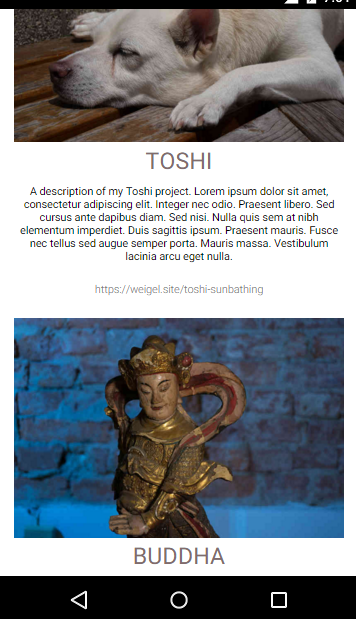 TOSHI
A description of my Toshi project. Lorem ipsum dolor sit amet,
consectetur adipiscing elit. Integer nec odio. Praesent libero. Sed
cursus ante dapibus diam. Sed nisi. Nulla quis sem at nibh
elementum imperdiet. Duis sagittis ipsum. Praesent mauris. Fusce
nec tellus sed augue semper porta. Mauris massa. Vestibulum
lacinia arcu eget nulla.
https://weigel.site/toshi-sunbathing
BUDDHA